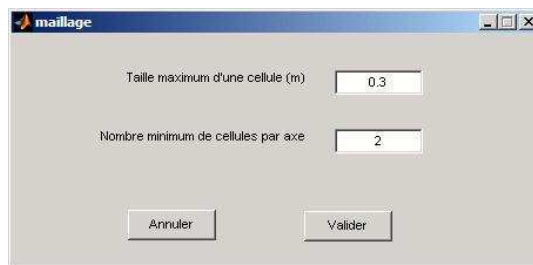 maillage
Taille maximum d'une cellule (m) 0.3
Nombre minimum de cellules par axe 2
Annuler Valider